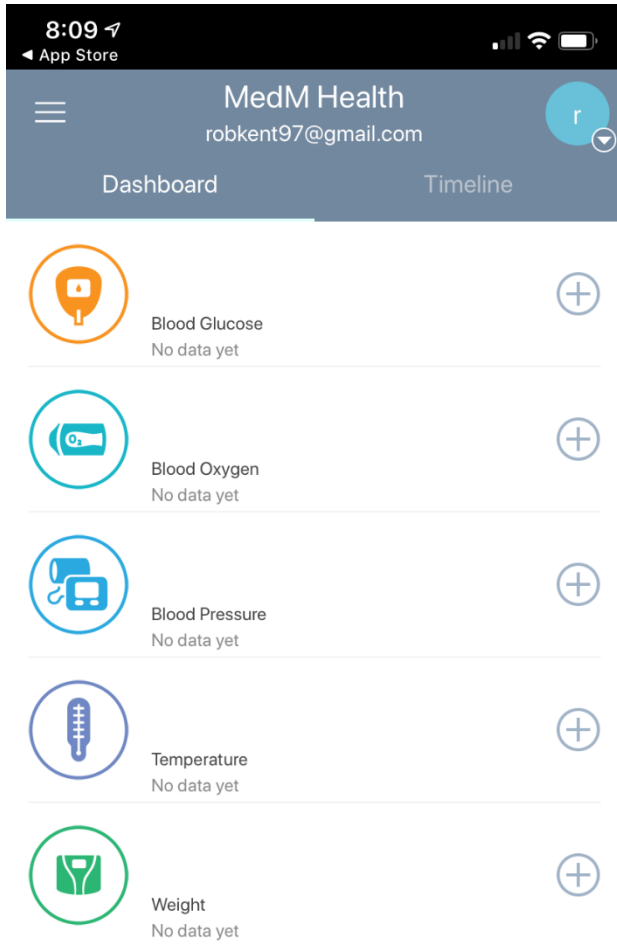 8:09
◀ App Store
MedM Health
robkent97@gmail.com
r
Dashboard
Timeline
Blood Glucose
No data yet
O₂
Blood Oxygen
No data yet
Blood Pressure
No data yet
Temperature
No data yet
Weight
No data yet